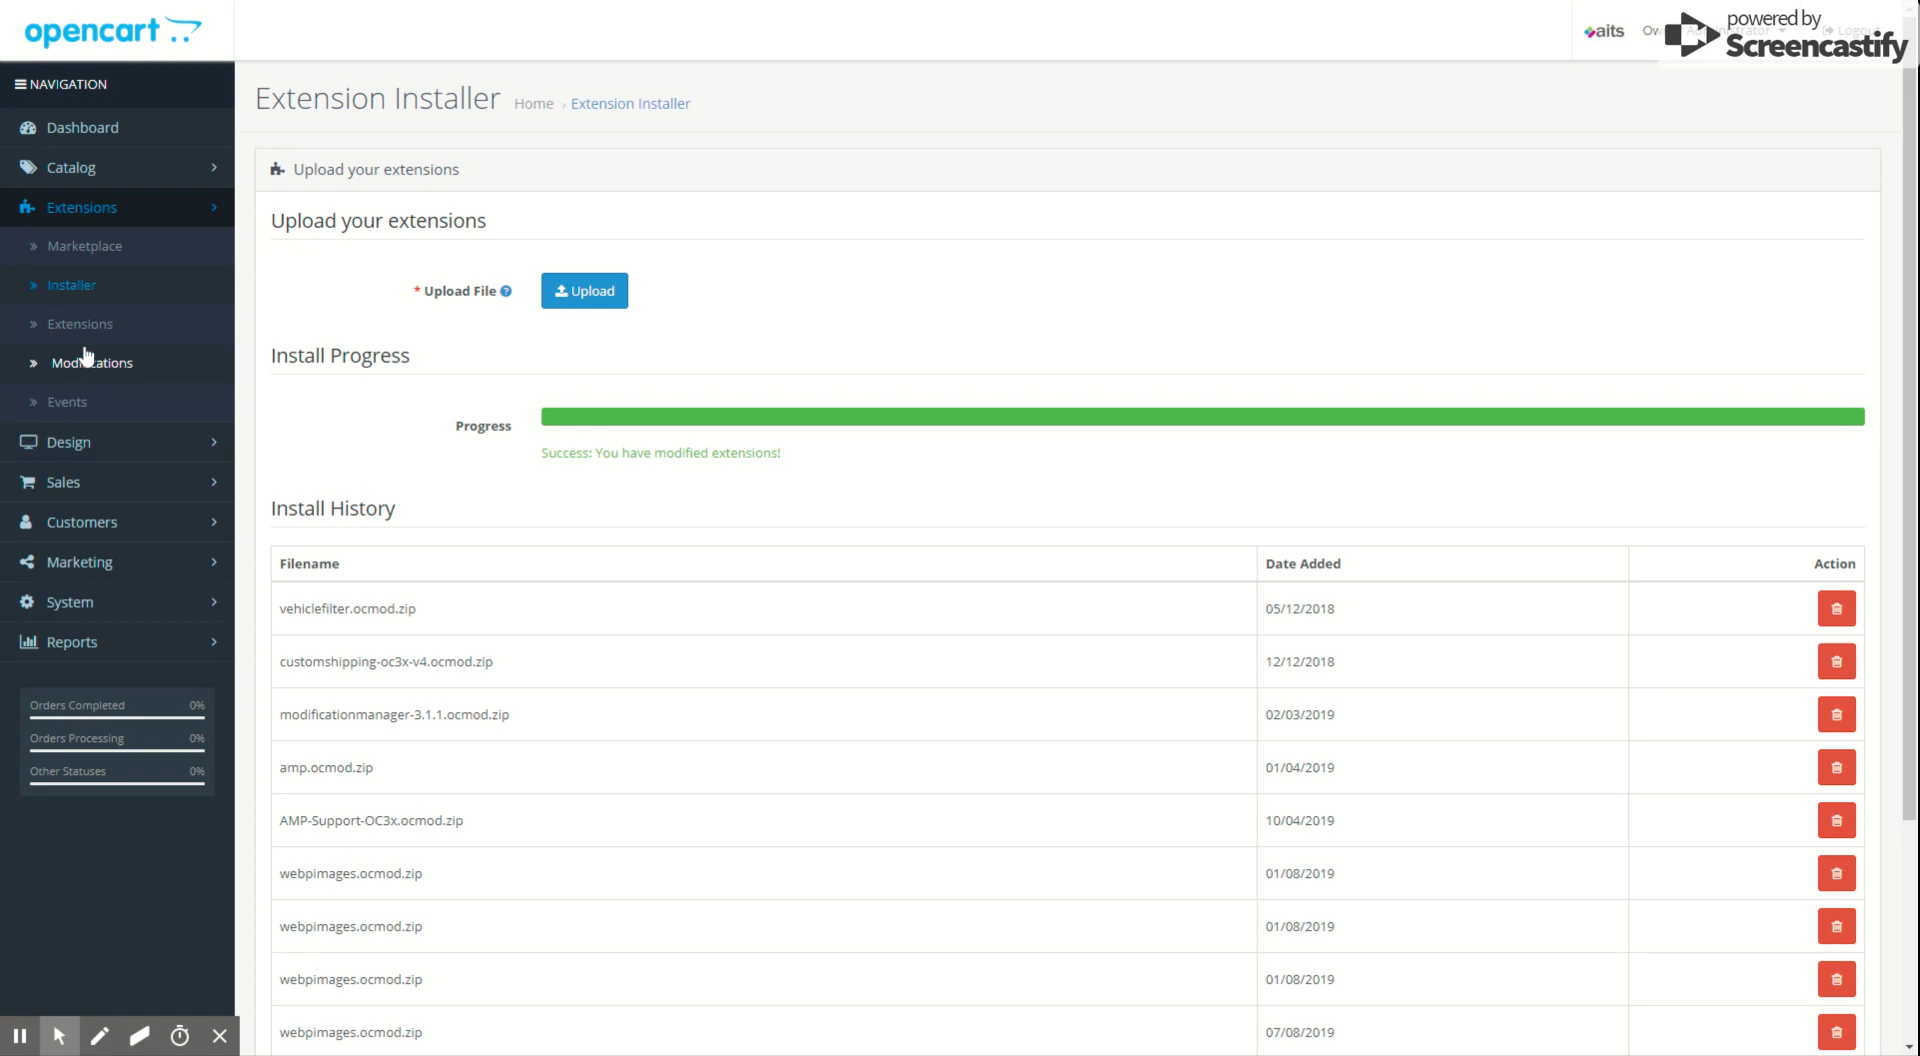 opencart
aits
powered by
Screencastify
NAVIGATION
Extension Installer
Home › Extension Installer
Dashboard
Catalog
Extensions
Marketplace
Installer
Extensions
Events
Design
Sales
Customers
Marketing
System
Reports
Orders Completed 0%
Orders Processing 0%
Other Statuses 0%
Upload your extensions
Upload your extensions
* Upload File
Upload
Install Progress
Progress
Success: You have modified extensions!
Install History
Filename Date Added Action
vehiclefilter.ocmod.zip 05/12/2018
customshipping-oc3x-v4.ocmod.zip 12/12/2018
modificationmanager-3.1.1.ocmod.zip 02/03/2019
amp.ocmod.zip 01/04/2019
AMP-Support-OC3x.ocmod.zip 10/04/2019
webpimages.ocmod.zip 01/08/2019
webpimages.ocmod.zip 01/08/2019
webpimages.ocmod.zip 01/08/2019
webpimages.ocmod.zip 07/08/2019